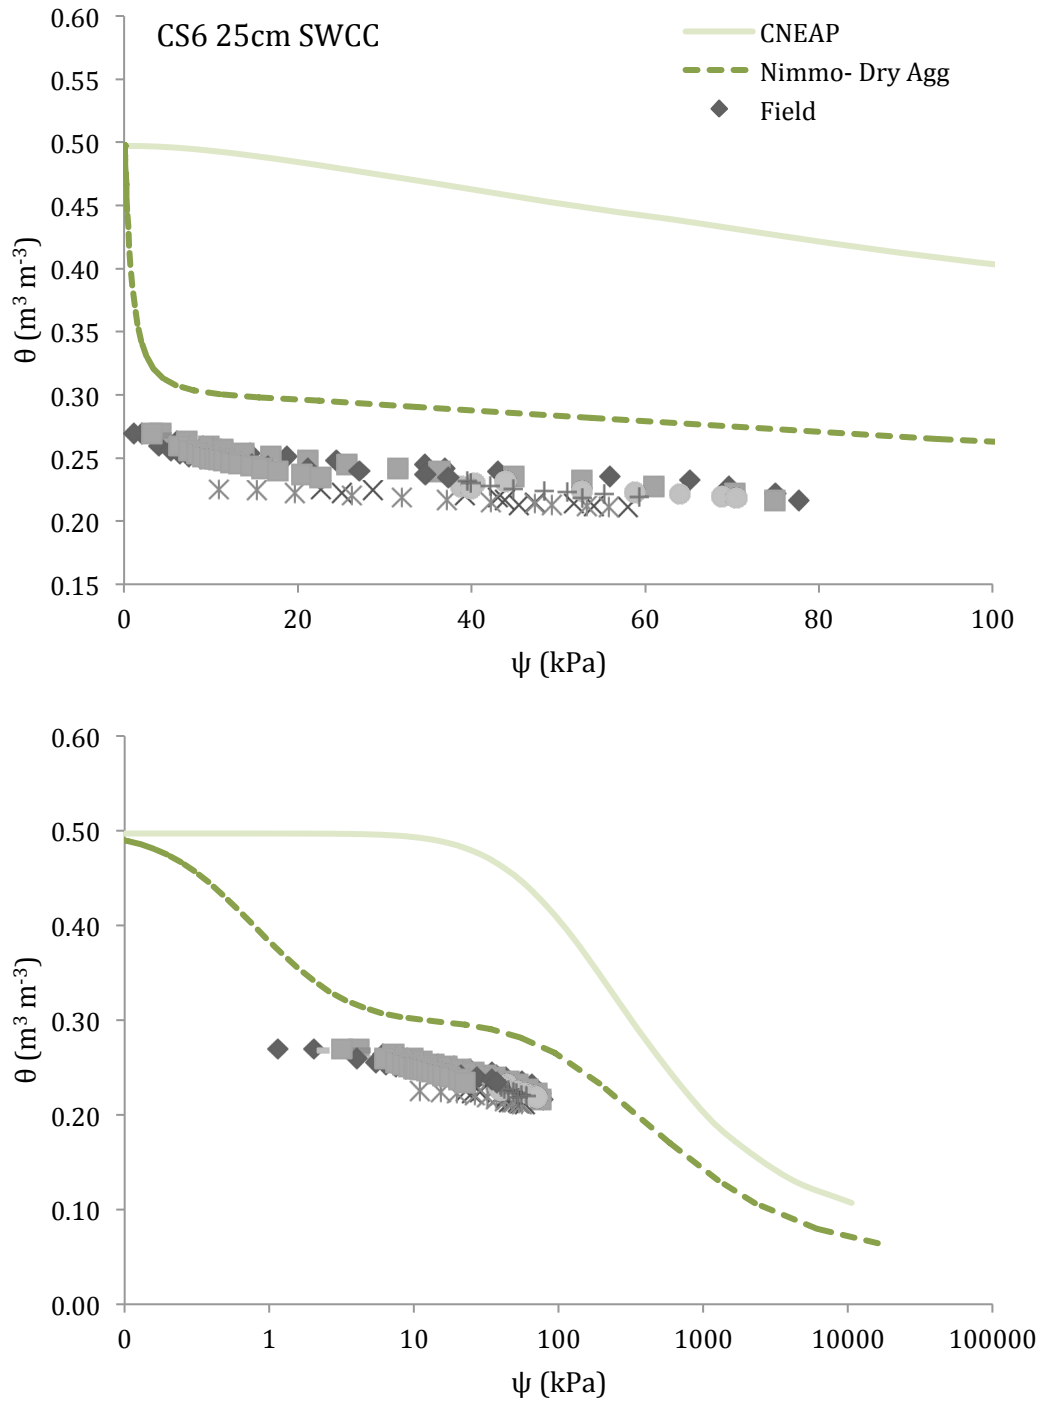 CS6 25cm SWCC
CNEAP
Nimmo- Dry Agg
Field
0.60
0.55
0.50
0.45
0.40
0.35
0.30
0.25
0.20
0.15
θ (m³ m⁻³)
0 20 40 60 80 100
ψ (kPa)
0.60
0.50
0.40
0.30
0.20
0.10
0.00
θ (m³ m⁻³)
0 1 10 100 1000 10000 100000
ψ (kPa)